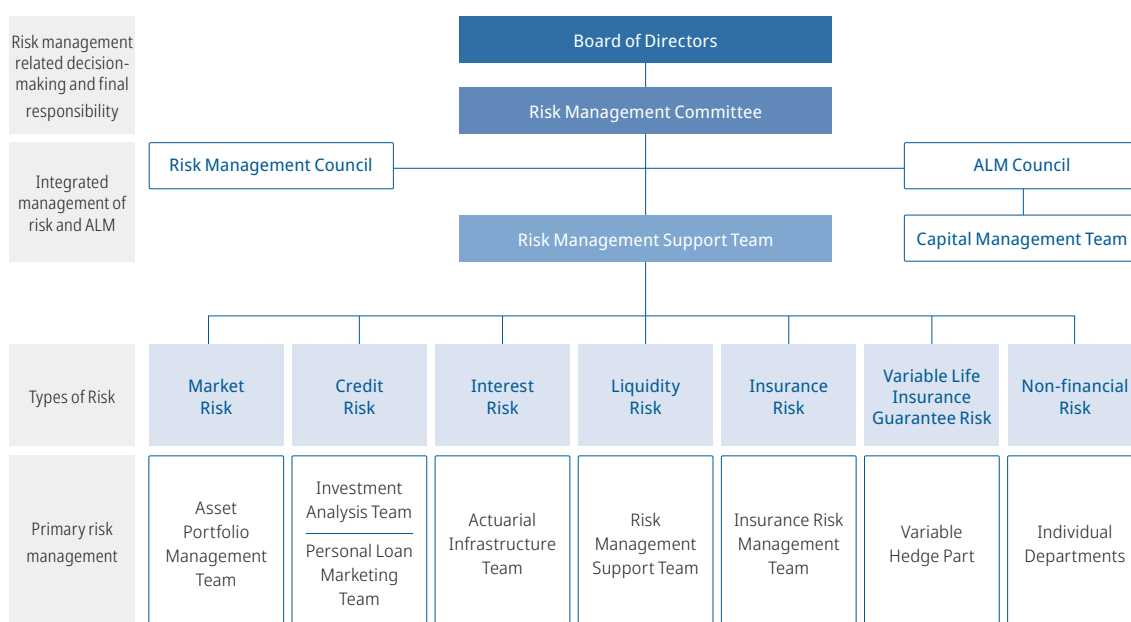 Risk management
related decision-
making and final
responsibility
Board of Directors
Risk Management Committee
Integrated
management of
risk and ALM
Risk Management Council
ALM Council
Risk Management Support Team
Capital Management Team
Types of Risk
Market
Risk
Credit
Risk
Interest
Risk
Liquidity
Risk
Insurance
Risk
Variable Life
Insurance
Guarantee Risk
Non-financial
Risk
Primary risk
management
Asset
Portfolio
Management
Team
Investment
Analysis Team
Personal Loan
Marketing
Team
Actuarial
Infrastructure
Team
Risk
Management
Support Team
Insurance Risk
Management
Team
Variable
Hedge Part
Individual
Departments